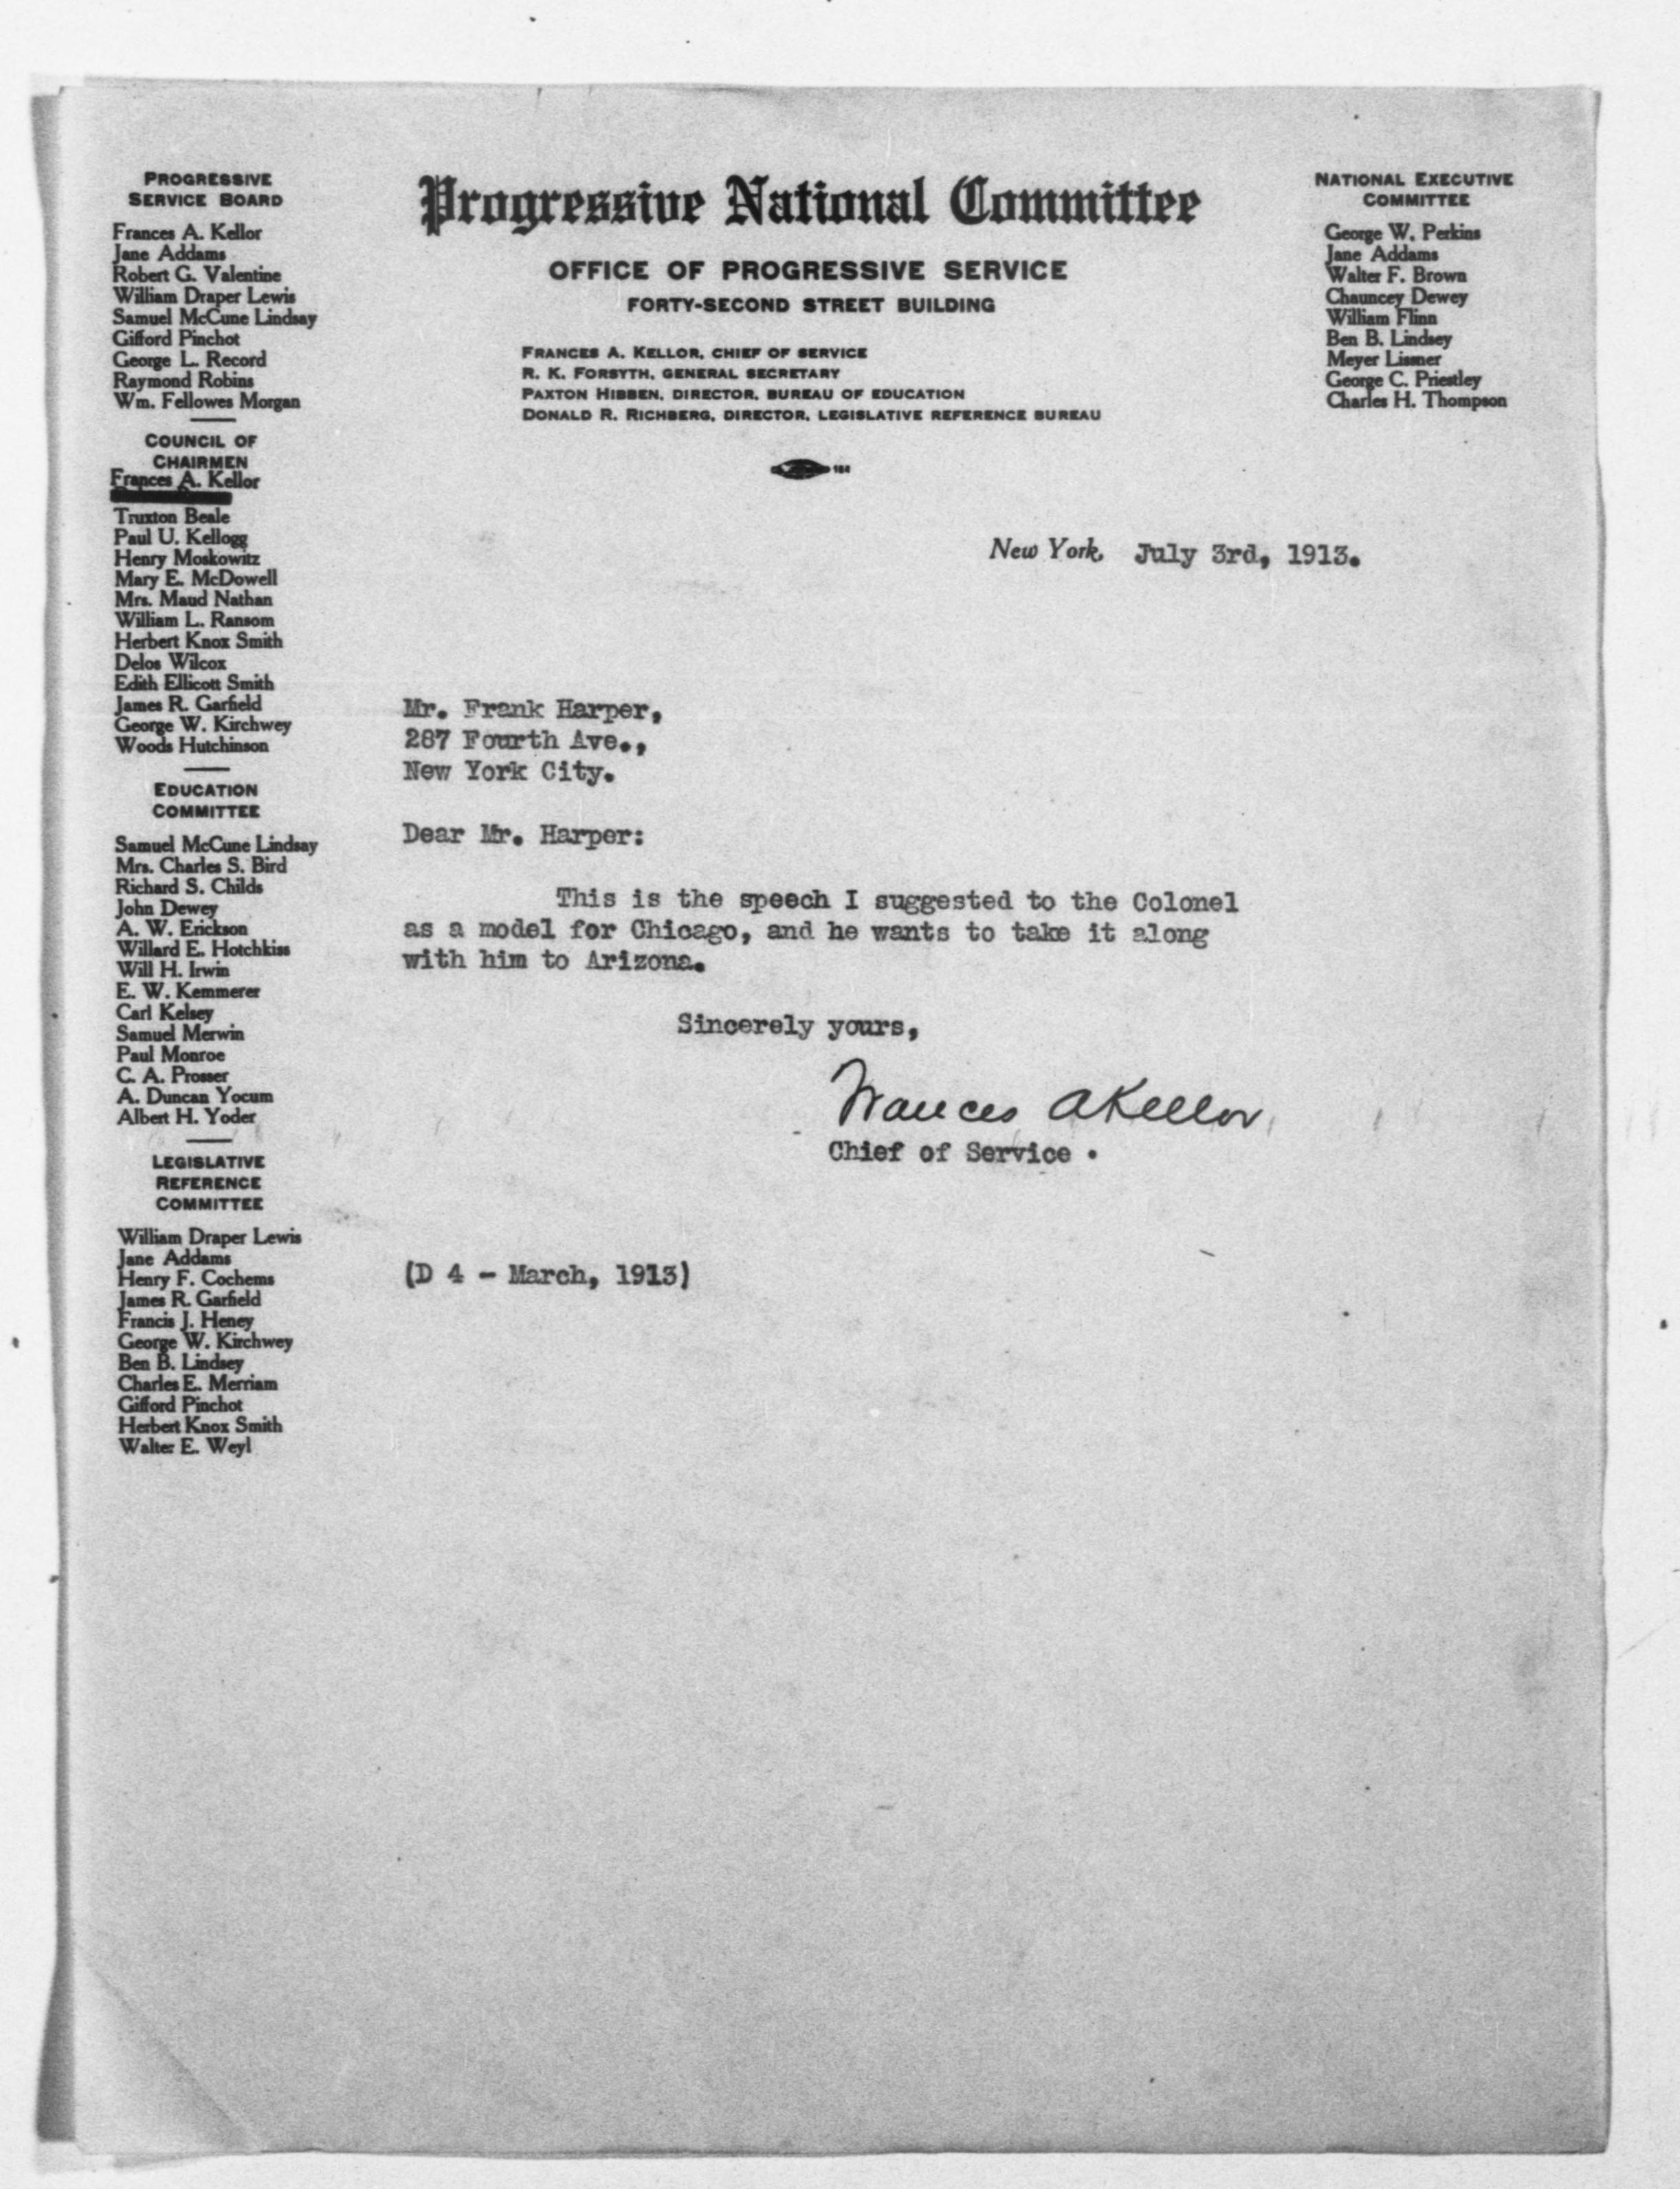 PROGRESSIVE
SERVICE BOARD
Frances A. Kellor
Jane Addams
Robert G. Valentine
William Draper Lewis
Samuel McCune Lindsay
Gifford Pinchot
George L. Record
Raymond Robins
Wm. Fellowes Morgan
COUNCIL OF
CHAIRMEN
Frances A. Kellor
Truxton Beale
Paul U. Kellogg
Henry Moskowitz
Mary E. McDowell
Mrs. Maud Nathan
William L. Ransom
Herbert Knox Smith
Delos Wilcox
Edith Ellicott Smith
James R. Garfield
George W. Kirchwey
Woods Hutchinson
EDUCATION
COMMITTEE
Samuel McCune Lindsay
Mrs. Charles S. Bird
Richard S. Childs
John Dewey
A. W. Erickson
Willard E. Hotchkiss
Will H. Irwin
E. W. Kemmerer
Carl Kelsey
Samuel Merwin
Paul Monroe
C. A. Prosser
A. Duncan Yocum
Albert H. Yoder
LEGISLATIVE
REFERENCE
COMMITTEE
William Draper Lewis
Jane Addams
Henry F. Cochems
James R. Garfield
Francis J. Heney
George W. Kirchwey
Ben B. Lindsey
Charles E. Merriam
Gifford Pinchot
Herbert Knox Smith
Walter E. Weyl
Progressive National Committee
OFFICE OF PROGRESSIVE SERVICE
FORTY-SECOND STREET BUILDING
FRANCES A. KELLOR, CHIEF OF SERVICE
R. K. FORSYTH, GENERAL SECRETARY
PAXTON HIBBEN, DIRECTOR, BUREAU OF EDUCATION
DONALD R. RICHBERG, DIRECTOR, LEGISLATIVE REFERENCE BUREAU
NATIONAL EXECUTIVE
COMMITTEE
George W. Perkins
Jane Addams
Walter F. Brown
Chauncey Dewey
William Flinn
Ben B. Lindsey
Meyer Lissner
George C. Priestley
Charles H. Thompson
New York, July 3rd, 1913.
Mr. Frank Harper,
287 Fourth Ave.,
New York City.
Dear Mr. Harper:
This is the speech I suggested to the Colonel
as a model for Chicago, and he wants to take it along
with him to Arizona.
Sincerely yours,
Frances A Kellor
Chief of Service .
(D 4 - March, 1913)